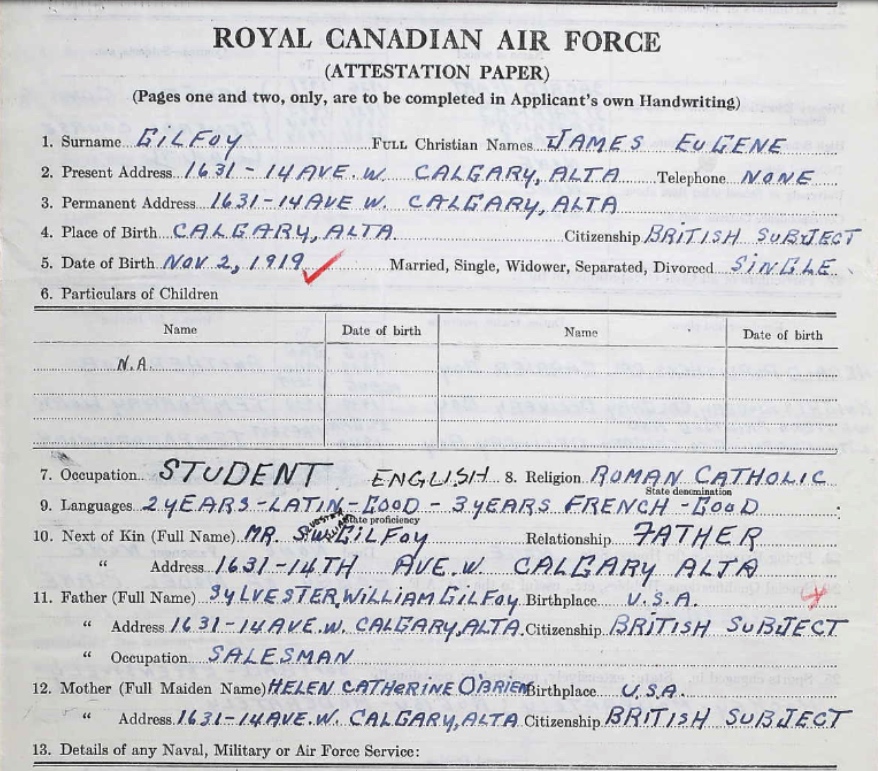 ROYAL CANADIAN AIR FORCE
(ATTESTATION PAPER)
(Pages one and two, only, are to be completed in Applicant's own Handwriting)
1. Surname GILFOY FULL Christian Names JAMES EUGENE
2. Present Address 1631-14 AVE. W. CALGARY, ALTA Telephone NONE
3. Permanent Address 1631-14 AVE W. CALGARY, ALTA
4. Place of Birth CALGARY, ALTA. Citizenship BRITISH SUBJECT
5. Date of Birth NOV 2, 1919 Married, Single, Widower, Separated, Divorced SINGLE
6. Particulars of Children
Name Date of birth Name Date of birth
N.A.
7. Occupation STUDENT ENGLISH 8. Religion ROMAN CATHOLIC
State denomination
9. Languages 2 YEARS - LATIN - GOOD - 3 YEARS FRENCH - GOOD
State proficiency
10. Next of Kin (Full Name) MR. S.W. GILFOY Relationship FATHER
" Address 1631-14TH AVE. W. CALGARY ALTA
11. Father (Full Name) SYLVESTER WILLIAM GILFOY Birthplace U.S.A.
" Address 1631-14 AVE. W. CALGARY, ALTA. Citizenship BRITISH SUBJECT
" Occupation SALESMAN
12. Mother (Full Maiden Name) HELEN CATHERINE O'BRIEN Birthplace U.S.A.
" Address 1631-14 AVE. W. CALGARY, ALTA Citizenship BRITISH SUBJECT
13. Details of any Naval, Military or Air Force Service: